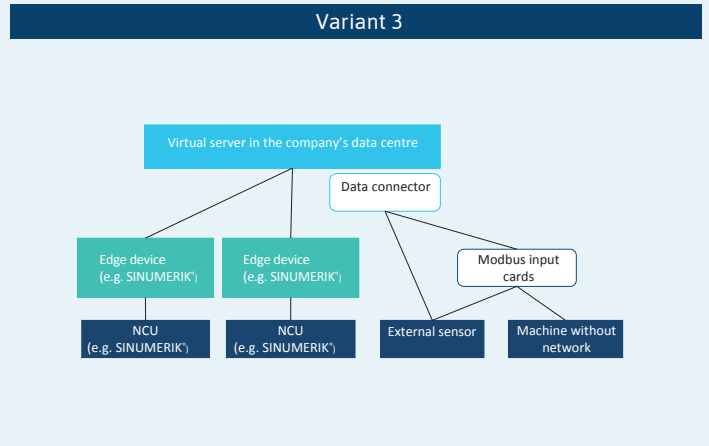 Variant 3
Virtual server in the company's data centre
Data connector
Edge device
(e.g. SINUMERIK®)
Edge device
(e.g. SINUMERIK®)
Modbus input
cards
NCU
(e.g. SINUMERIK®)
NCU
(e.g. SINUMERIK®)
External sensor
Machine without
network